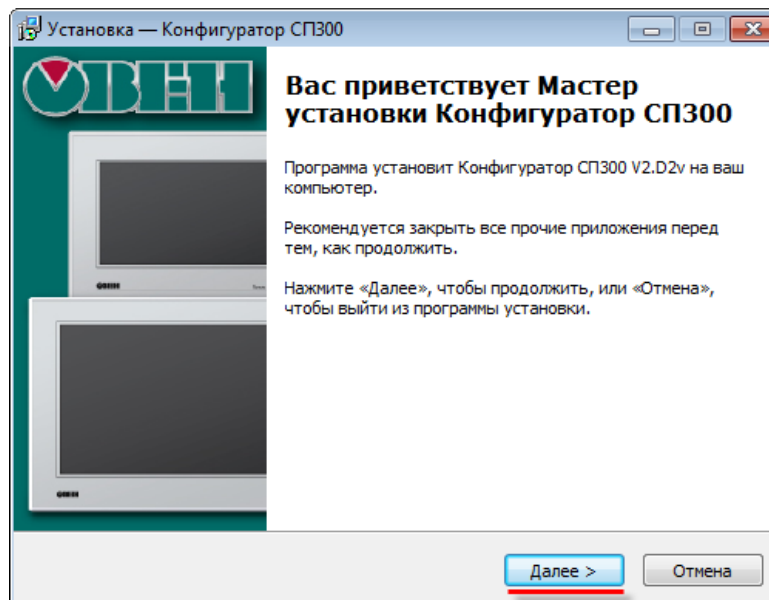 Установка — Конфигуратор СП300
ОВЕН
Вас приветствует Мастер
установки Конфигуратор СП300
Программа установит Конфигуратор СП300 V2.D2v на ваш
компьютер.
Рекомендуется закрыть все прочие приложения перед
тем, как продолжить.
Нажмите «Далее», чтобы продолжить, или «Отмена»,
чтобы выйти из программы установки.
ОВЕН
ОВЕН
Далее >
Отмена